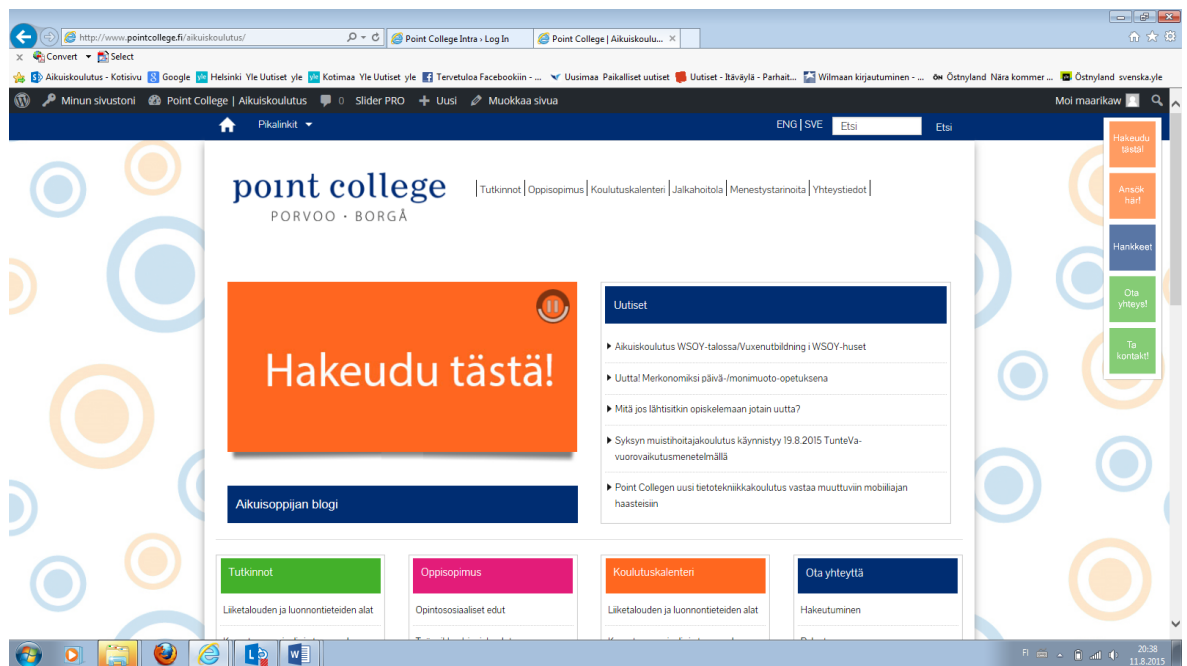 http://www.pointcollege.fi/aikuiskoulutus/
Point College Intra › Log In
Point College | Aikuiskoulu...
x Convert Select
Aikuiskoulutus - Kotisivu Google Helsinki Yle Uutiset yle Kotimaa Yle Uutiset yle Tervetuloa Facebookiin - ... Uusimaa Paikalliset uutiset Uutiset - Itäväylä - Parhait... Wilmaan kirjautuminen - ... Östnyland Nära kommer ... Östnyland svenska.yle
Minun sivustoni Point College | Aikuiskoulutus 0 Slider PRO + Uusi Muokkaa sivua Moi maarikaw
Pikalinkit ENG | SVE Etsi Etsi
Hakeudu
tästä!
Ansök
här!
Hankkeet
Ota
yhteys!
Ta
kontakt!
point college
PORVOO · BORGÅ
| Tutkinnot | Oppisopimus | Koulutuskalenteri | Jalkahoitola | Menestystarinoita | Yhteystiedot |
Hakeudu tästä!
Aikuisoppijan blogi
Uutiset
Aikuiskoulutus WSOY-talossa/Vuxenutbildning i WSOY-huset
Uutta! Merkonomiksi päivä-/monimuoto-opetuksena
Mitä jos lähtisitkin opiskelemaan jotain uutta?
Syksyn muistihoitajakoulutus käynnistyy 19.8.2015 TunteVa-
vuorovaikutusmenetelmällä
Point Collegen uusi tietotekniikkakoulutus vastaa muuttuviin mobiiliajan
haasteisiin
Tutkinnot
Liiketalouden ja luonnontieteiden alat
Oppisopimus
Opintososiaaliset edut
Koulutuskalenteri
Liiketalouden ja luonnontieteiden alat
Ota yhteyttä
Hakeutuminen
FI
20:38
11.8.2015